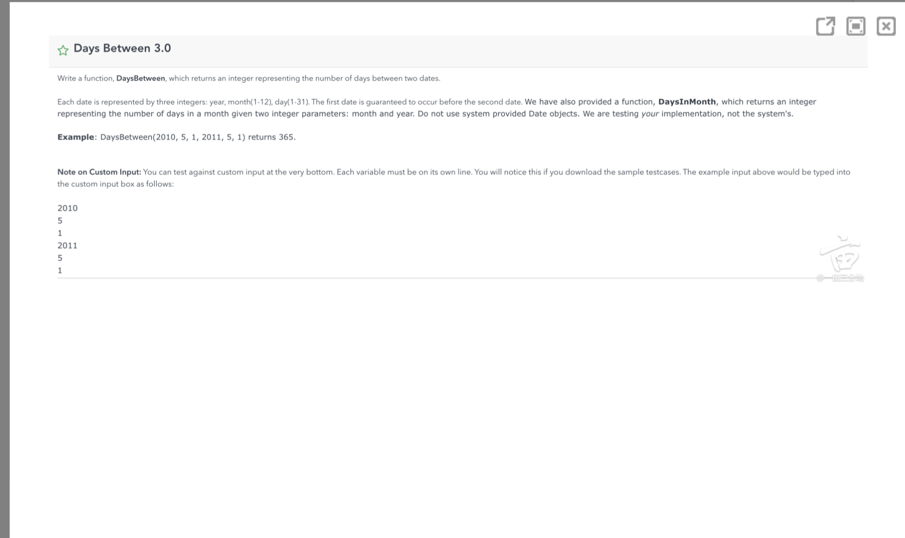 Days Between 3.0
Write a function, DaysBetween, which returns an integer representing the number of days between two dates.
Each date is represented by three integers: year, month(1-12), day(1-31). The first date is guaranteed to occur before the second date. We have also provided a function, DaysInMonth, which returns an integer
representing the number of days in a month given two integer parameters: month and year. Do not use system provided Date objects. We are testing your implementation, not the system's.
Example: DaysBetween(2010, 5, 1, 2011, 5, 1) returns 365.
Note on Custom Input: You can test against custom input at the very bottom. Each variable must be on its own line. You will notice this if you download the sample testcases. The example input above would be typed into
the custom input box as follows:
2010
5
1
2011
5
1